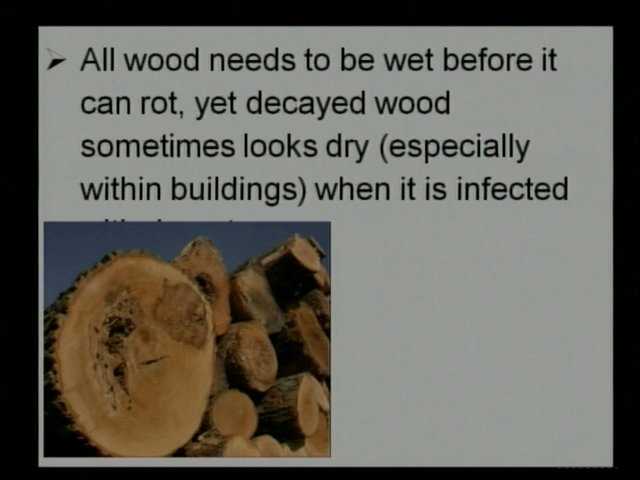 All wood needs to be wet before it
can rot, yet decayed wood
sometimes looks dry (especially
within buildings) when it is infected